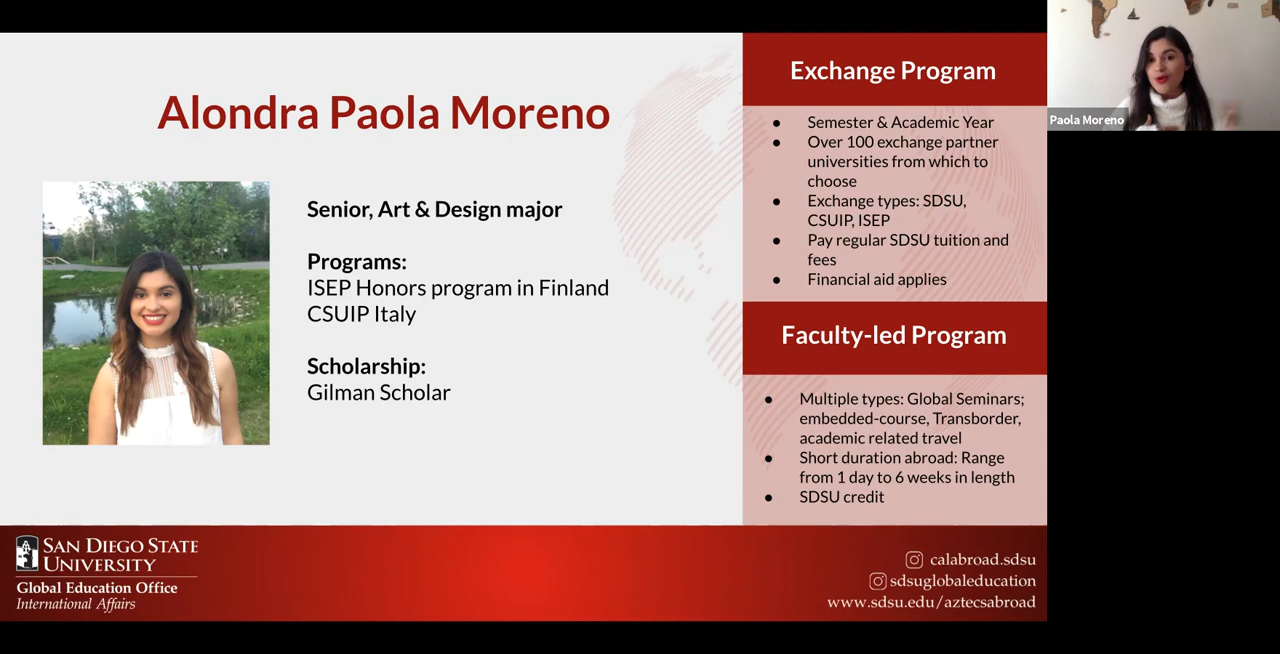 Alondra Paola Moreno
Senior, Art & Design major
Programs:
ISEP Honors program in Finland
CSUIP Italy
Scholarship:
Gilman Scholar
Exchange Program
● Semester & Academic Year
● Over 100 exchange partner
universities from which to
choose
● Exchange types: SDSU,
CSUIP, ISEP
● Pay regular SDSU tuition and
fees
● Financial aid applies
Faculty-led Program
● Multiple types: Global Seminars;
embedded-course, Transborder,
academic related travel
● Short duration abroad: Range
from 1 day to 6 weeks in length
● SDSU credit
Paola Moreno
SAN DIEGO STATE
UNIVERSITY
Global Education Office
International Affairs
calabroad.sdsu
sdsuglobaleducation
www.sdsu.edu/aztecsabroad